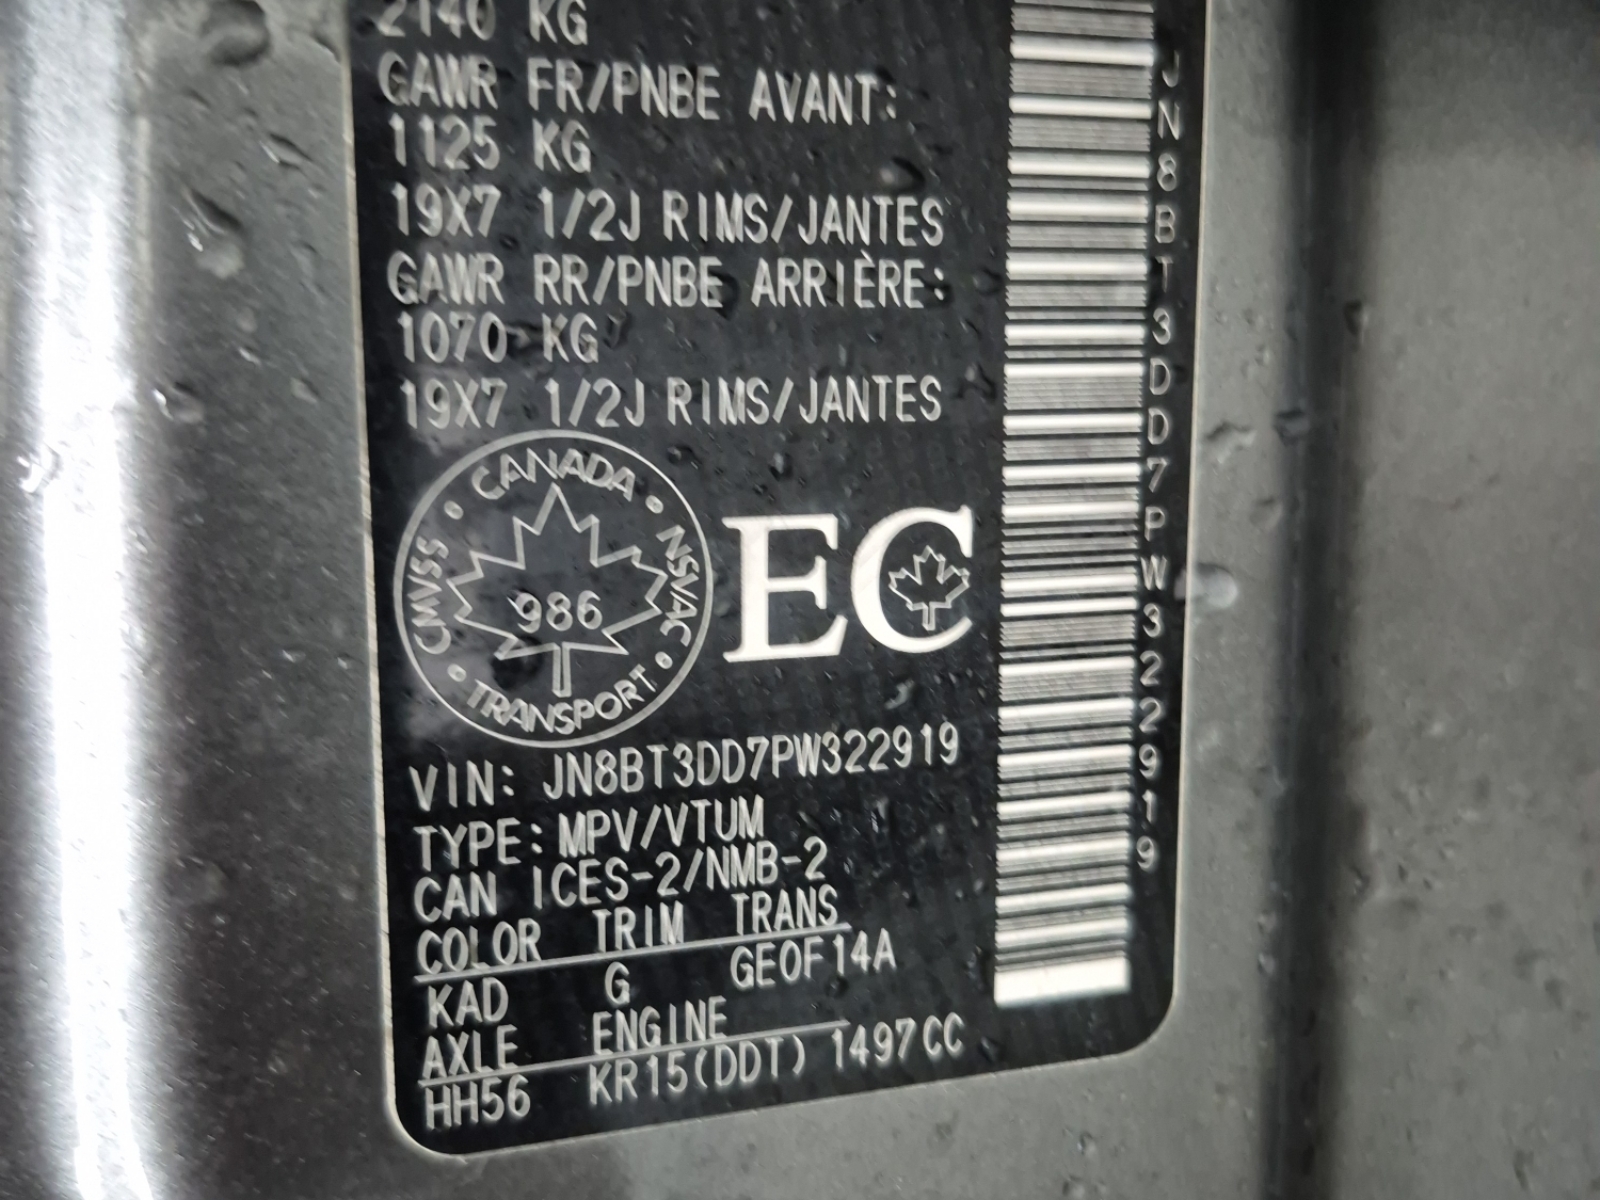 2140 KG
GAWR FR/PNBE AVANT:
1125 KG
19X7 1/2J RIMS/JANTES
GAWR RR/PNBE ARRIÈRE:
1070 KG
19X7 1/2J RIMS/JANTES
CANADA
CMVSS
NSVAC
986
TRANSPORT
EC
VIN: JN8BT3DD7PW322919
TYPE: MPV/VTUM
CAN ICES-2/NMB-2
COLOR TRIM TRANS
KAD G GE0F14A
AXLE ENGINE
HH56 KR15(DDT) 1497CC
JN8BT3DD7PW322919